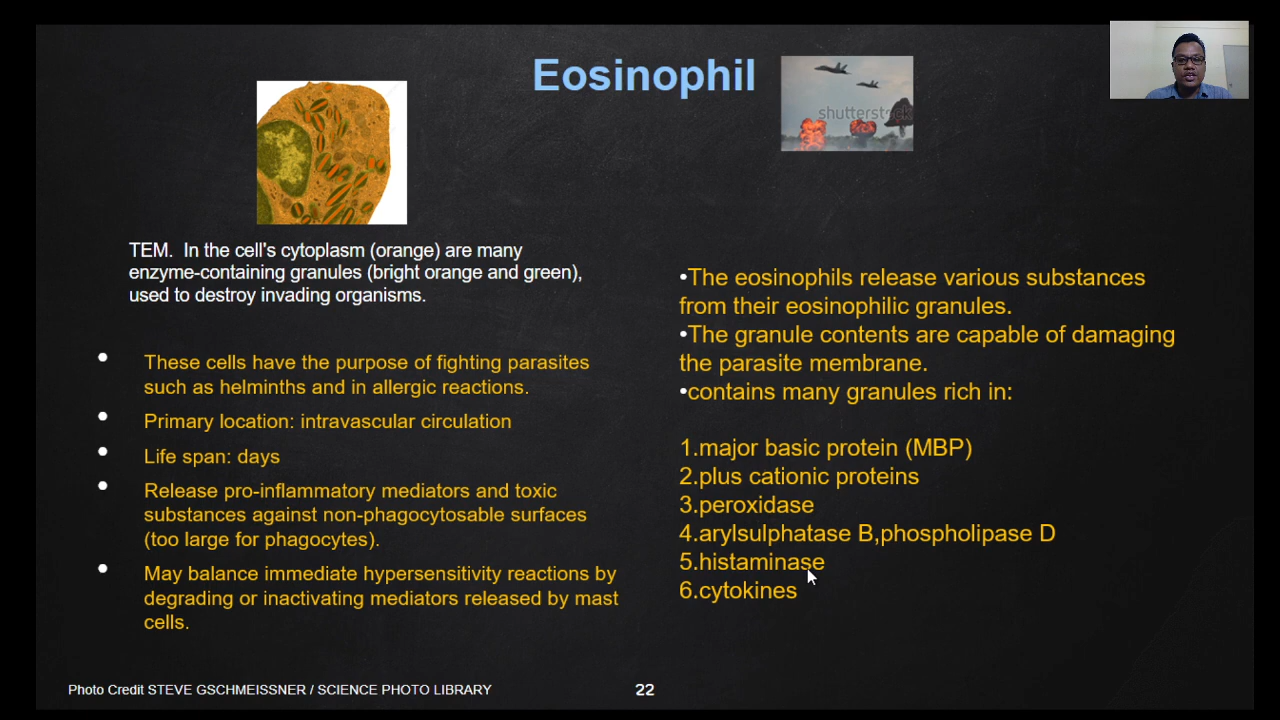 Eosinophil
shutterstock
TEM. In the cell's cytoplasm (orange) are many
enzyme-containing granules (bright orange and green),
used to destroy invading organisms.
• These cells have the purpose of fighting parasites
such as helminths and in allergic reactions.
• Primary location: intravascular circulation
• Life span: days
• Release pro-inflammatory mediators and toxic
substances against non-phagocytosable surfaces
(too large for phagocytes).
• May balance immediate hypersensitivity reactions by
degrading or inactivating mediators released by mast
cells.
•The eosinophils release various substances
from their eosinophilic granules.
•The granule contents are capable of damaging
the parasite membrane.
•contains many granules rich in:
1.major basic protein (MBP)
2.plus cationic proteins
3.peroxidase
4.arylsulphatase B,phospholipase D
5.histaminase
6.cytokines
Photo Credit STEVE GSCHMEISSNER / SCIENCE PHOTO LIBRARY
22